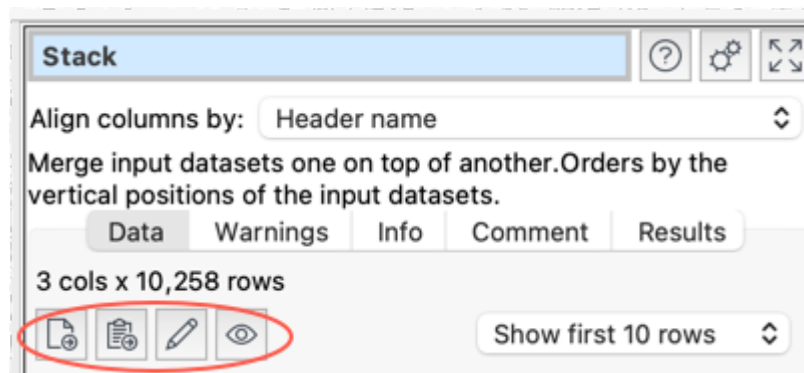 Stack
Align columns by: Header name
Merge input datasets one on top of another.Orders by the
vertical positions of the input datasets.
Data Warnings Info Comment Results
3 cols x 10,258 rows
Show first 10 rows